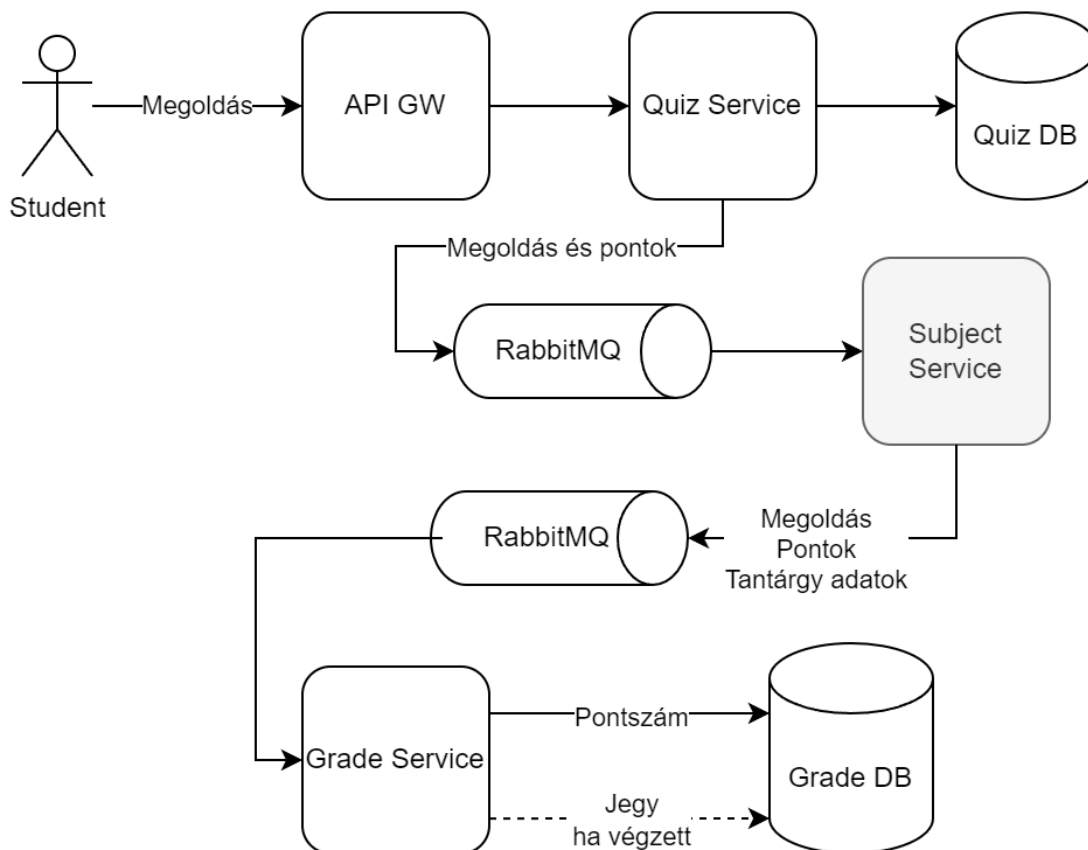 Megoldás
API GW
Quiz Service
Quiz DB
Student
Megoldás és pontok
RabbitMQ
Subject
Service
RabbitMQ
Megoldás
Pontok
Tantárgy adatok
Grade Service
Pontszám
Grade DB
Jegy
ha végzett